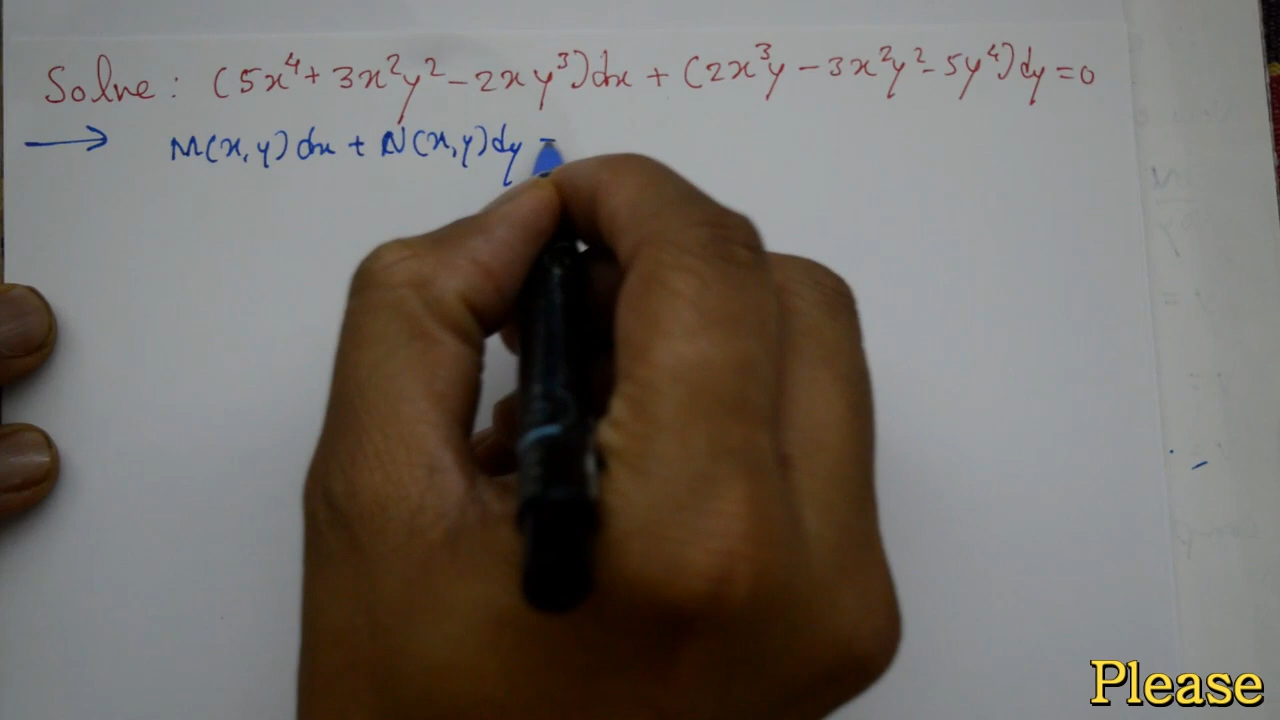 Solve : (5x⁴ + 3x²y² - 2xy³)dx + (2x³y - 3x²y² - 5y⁴)dy = 0
→ M(x,y)dx + N(x,y)dy =
Please